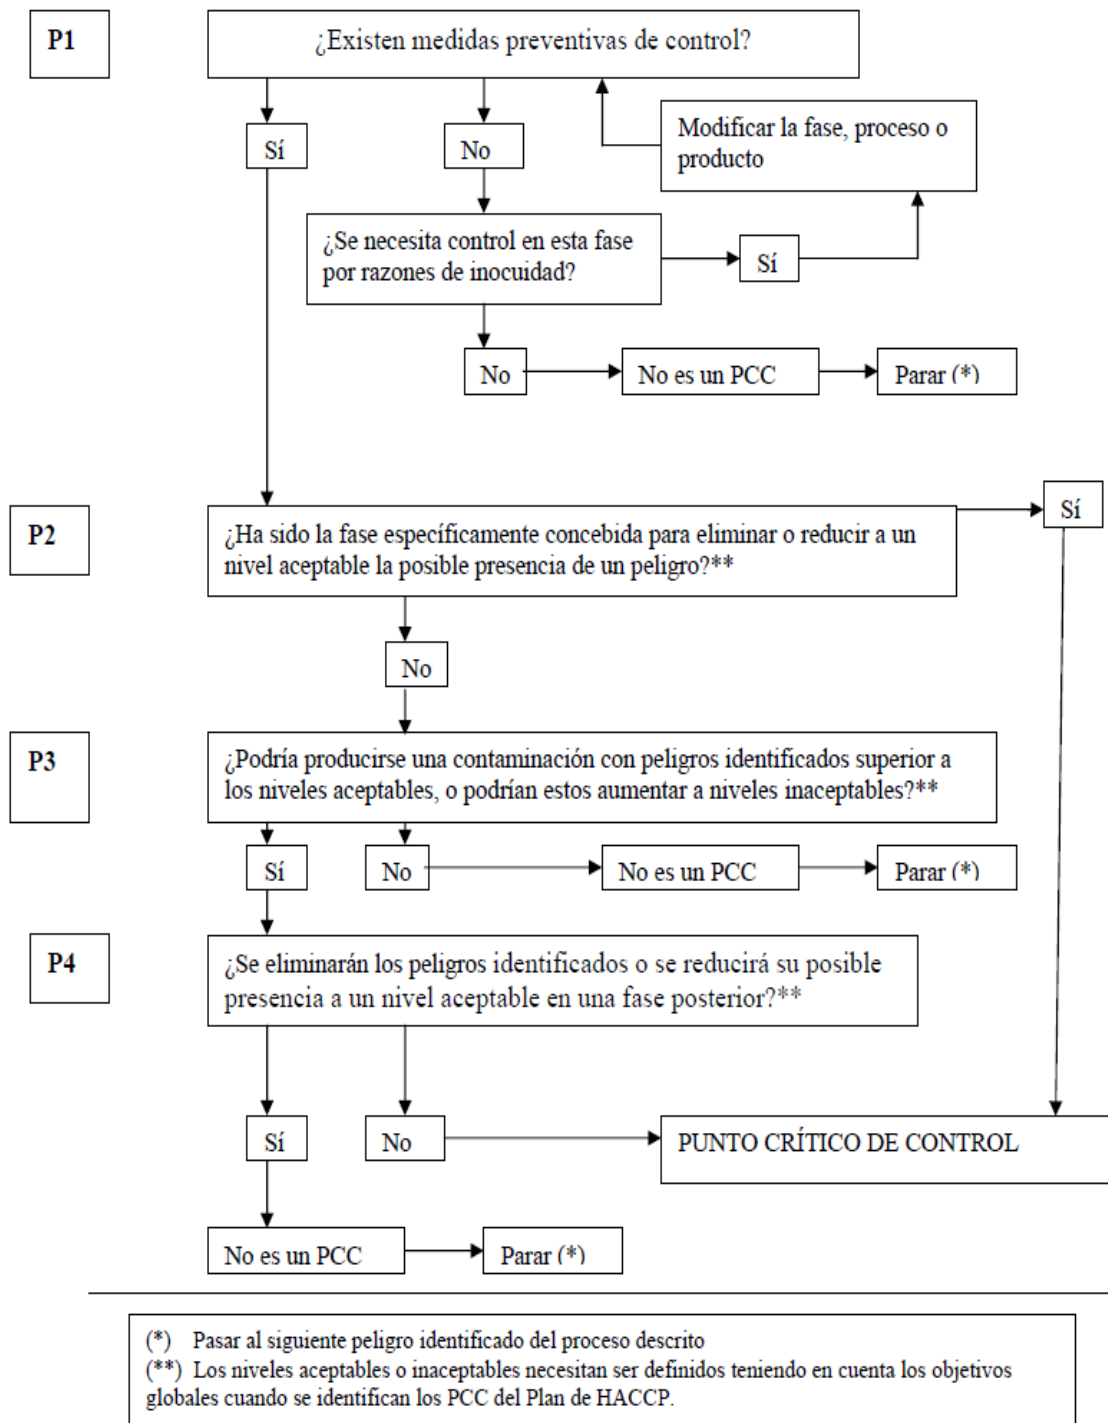 P1
¿Existen medidas preventivas de control?
Sí
No
Modificar la fase, proceso o
producto
¿Se necesita control en esta fase
por razones de inocuidad?
Sí
No
No es un PCC
Parar (*)
P2
¿Ha sido la fase específicamente concebida para eliminar o reducir a un
nivel aceptable la posible presencia de un peligro?**
Sí
No
P3
¿Podría producirse una contaminación con peligros identificados superior a
los niveles aceptables, o podrían estos aumentar a niveles inaceptables?**
Sí
No
No es un PCC
Parar (*)
P4
¿Se eliminarán los peligros identificados o se reducirá su posible
presencia a un nivel aceptable en una fase posterior?**
Sí
No
PUNTO CRÍTICO DE CONTROL
No es un PCC
Parar (*)
(*) Pasar al siguiente peligro identificado del proceso descrito
(**) Los niveles aceptables o inaceptables necesitan ser definidos teniendo en cuenta los objetivos
globales cuando se identifican los PCC del Plan de HACCP.